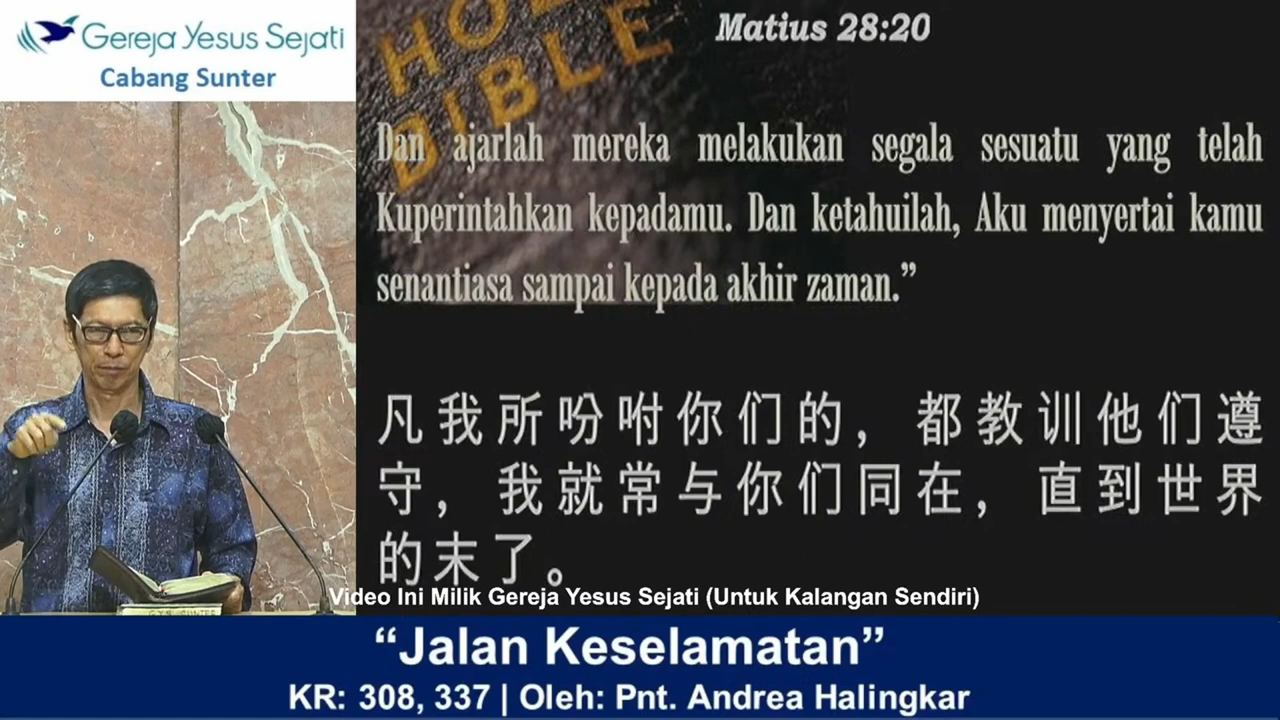 Gereja Yesus Sejati
Cabang Sunter
HOLY
BIBLE
Matius 28:20
Dan ajarlah mereka melakukan segala sesuatu yang telah
Kuperintahkan kepadamu. Dan ketahuilah, Aku menyertai kamu
senantiasa sampai kepada akhir zaman.”
凡我所吩咐你们的，都教训他们遵
守，我就常与你们同在，直到世界
的末了。
G.Y.S. SUNTER
Video Ini Milik Gereja Yesus Sejati (Untuk Kalangan Sendiri)
“Jalan Keselamatan”
KR: 308, 337 | Oleh: Pnt. Andrea Halingkar